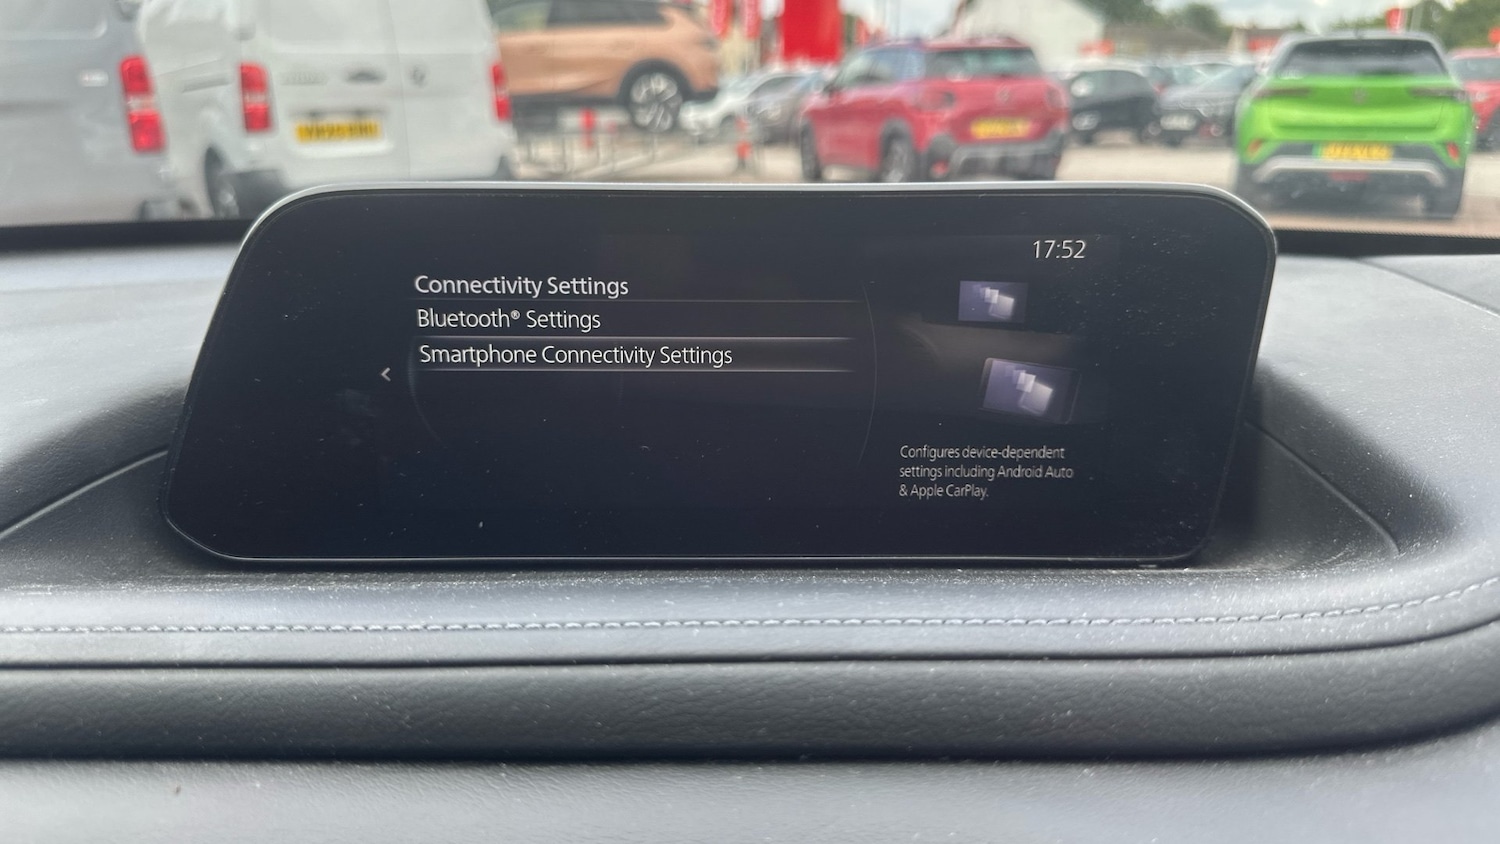 17:52
Connectivity Settings
Bluetooth® Settings
Smartphone Connectivity Settings
Configures device-dependent
settings including Android Auto
& Apple CarPlay.